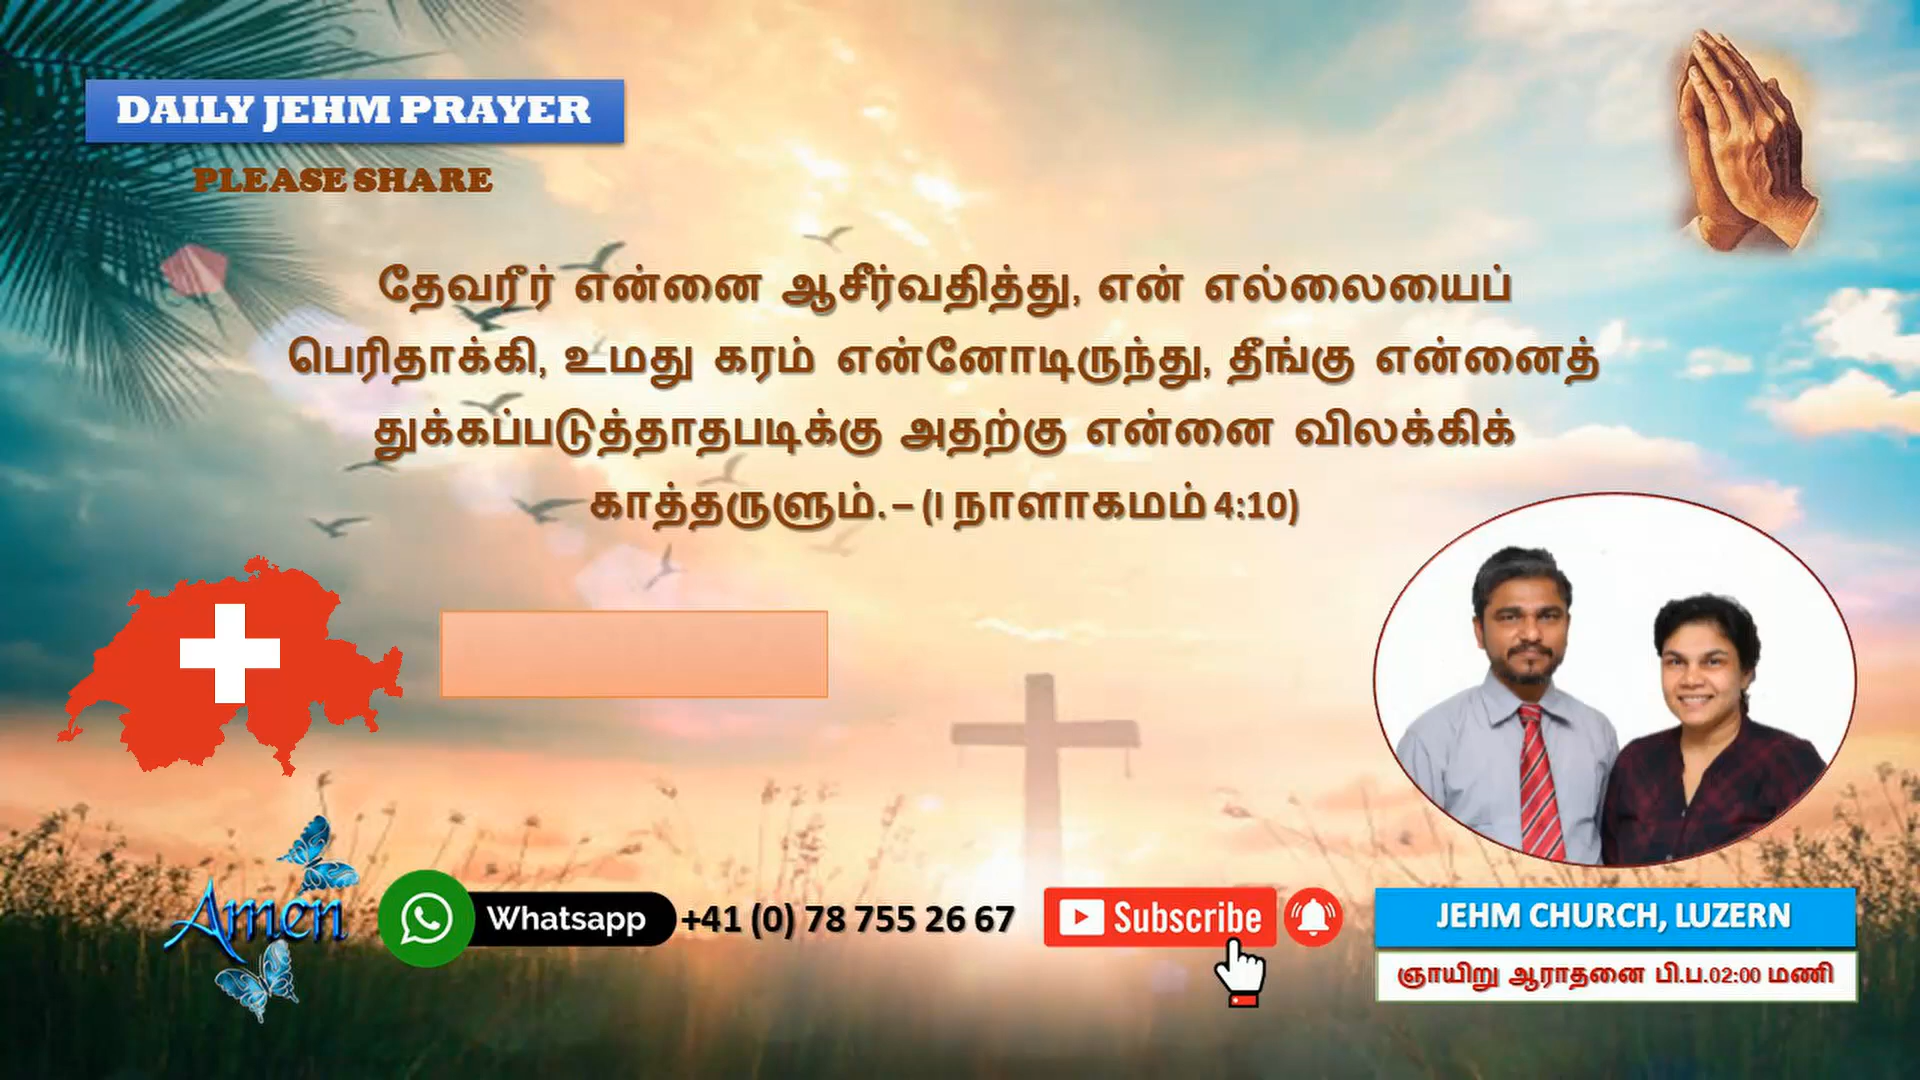 DAILY JEHM PRAYER
PLEASE SHARE
தேவரீர் என்னை ஆசீர்வதித்து, என் எல்லையைப்
பெரிதாக்கி, உமது கரம் என்னோடிருந்து, தீங்கு என்னைத்
துக்கப்படுத்தாதபடிக்கு அதற்கு என்னை விலக்கிக்
காத்தருளும். – (I நாளாகமம் 4:10)
Amen
Whatsapp +41 (0) 78 755 26 67
Subscribe
JEHM CHURCH, LUZERN
ஞாயிறு ஆராதனை பி.ப.02:00 மணி